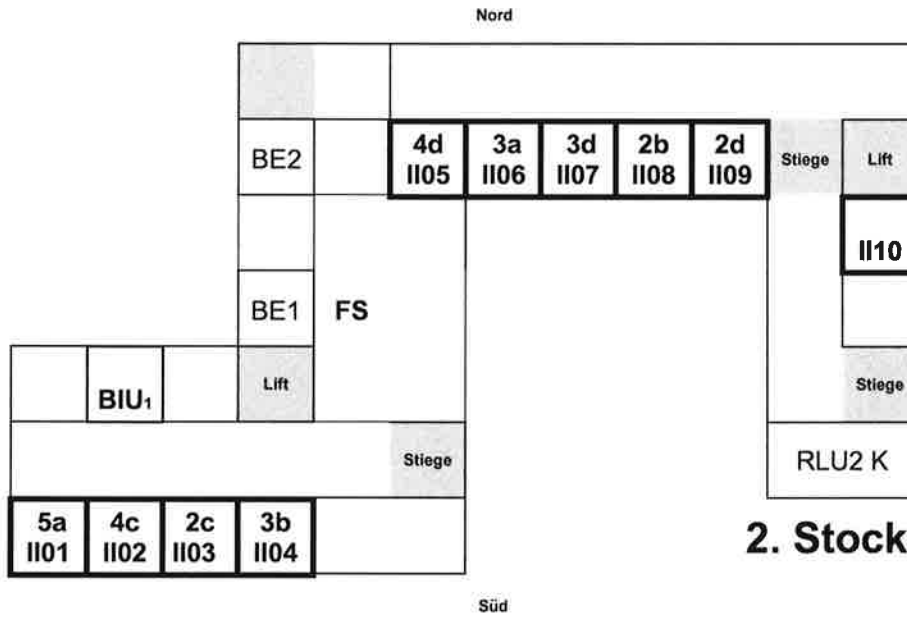 Nord
BE2
4d
II05
3a
II06
3d
II07
2b
II08
2d
II09
Stiege
Lift
II10
BE1
FS
BIU1
Lift
Stiege
Stiege
RLU2 K
5a
II01
4c
II02
2c
II03
3b
II04
2. Stock
Süd